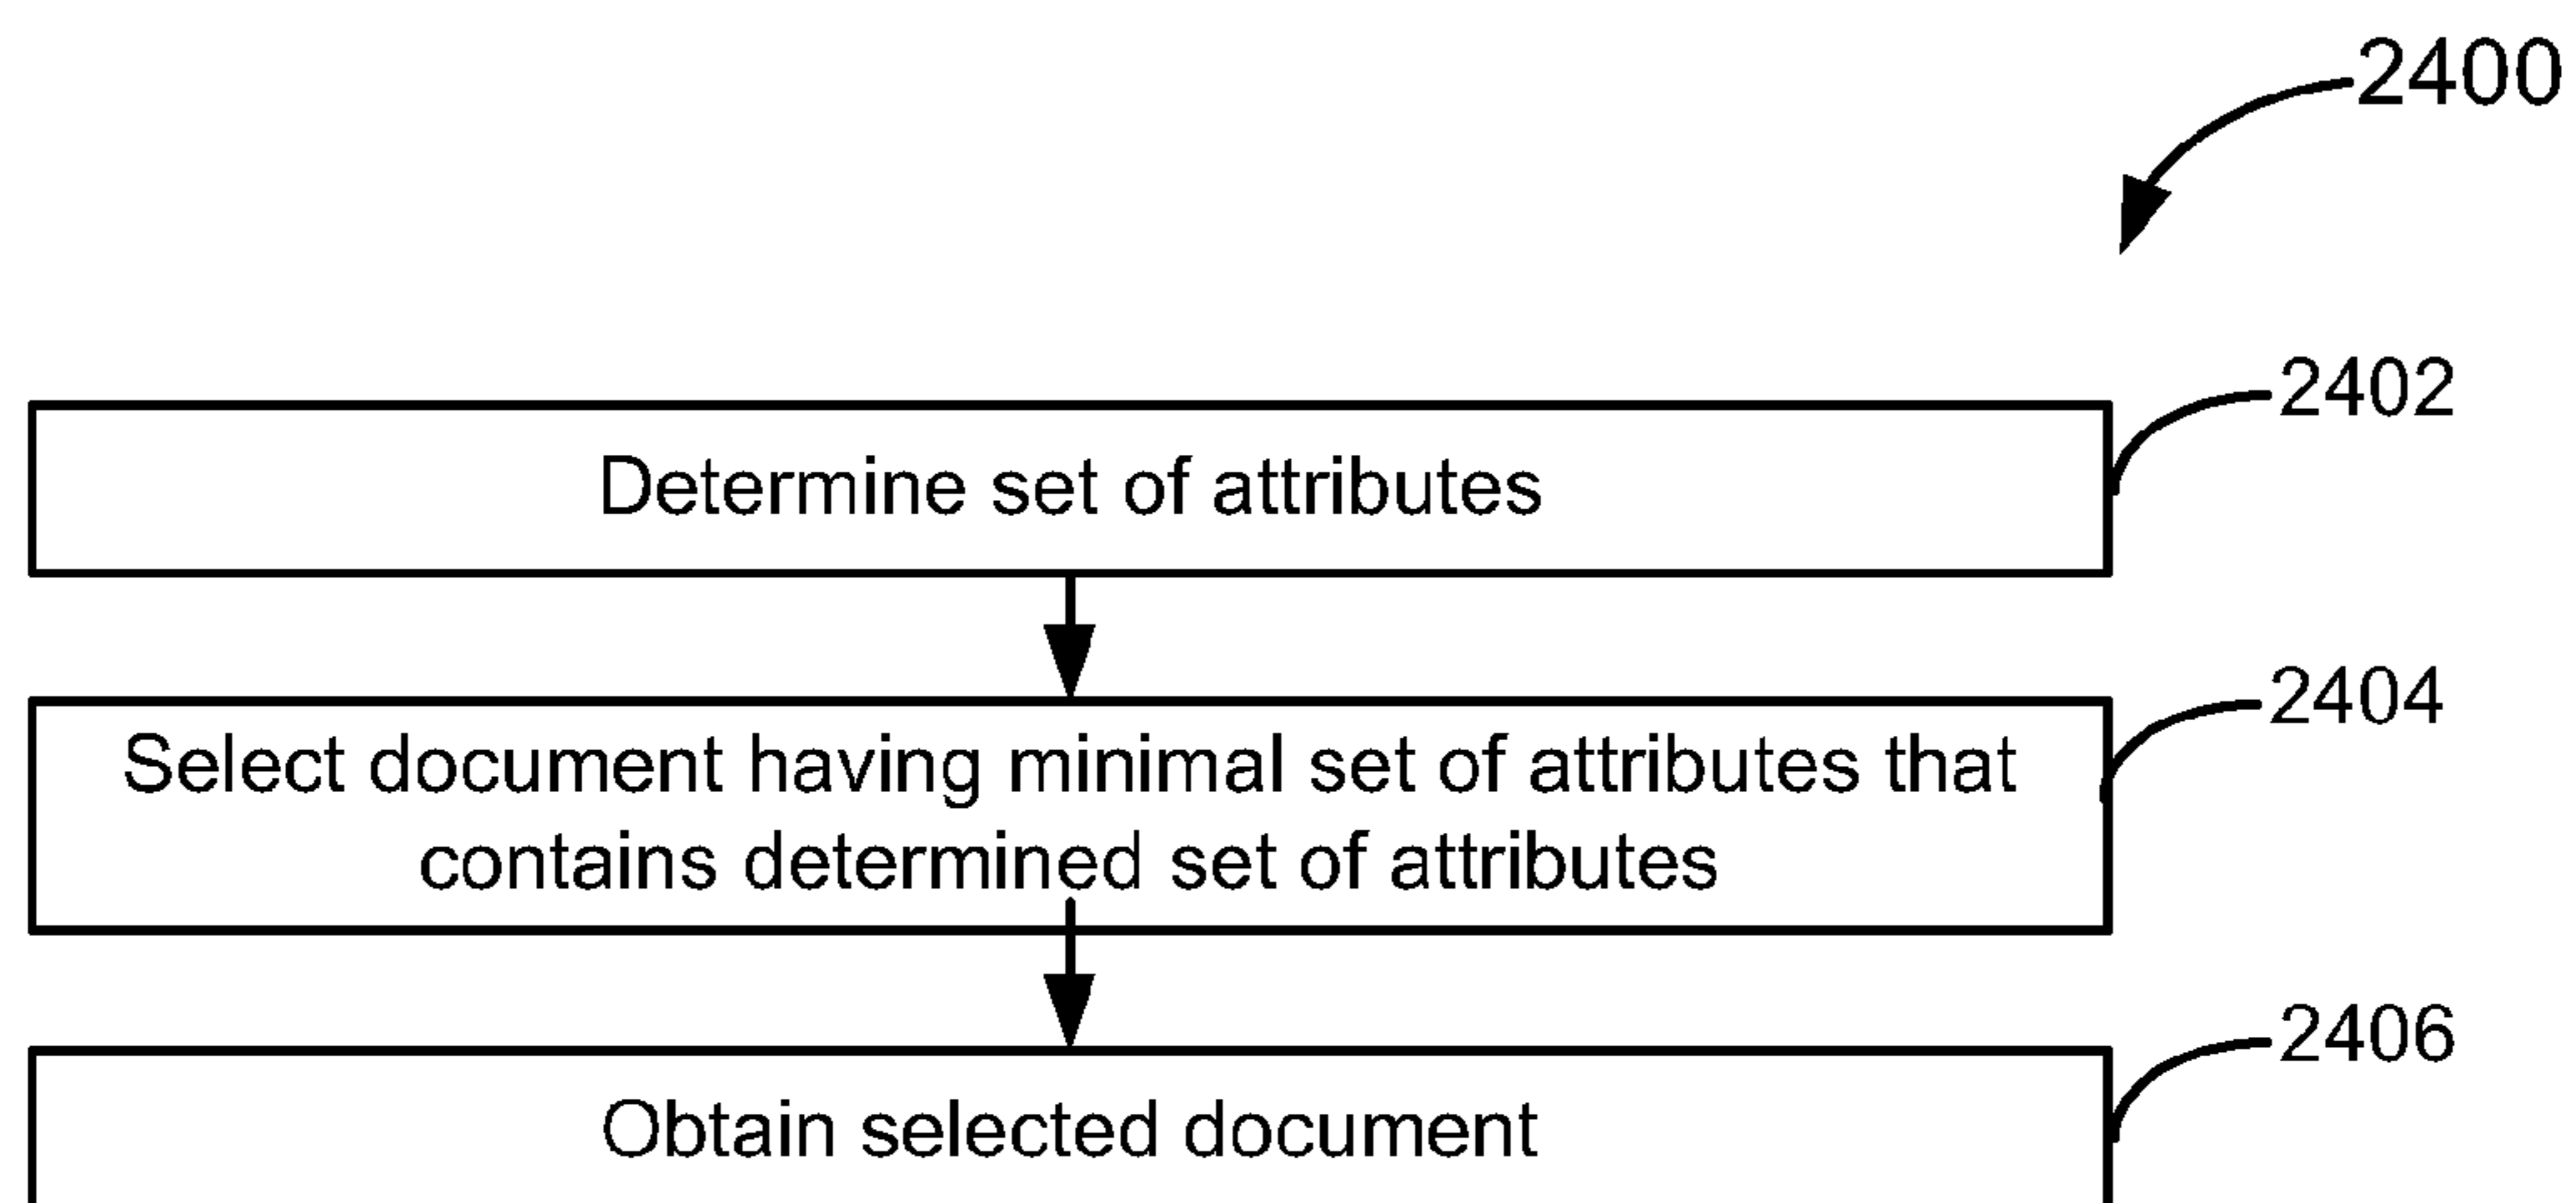 2400
2402
Determine set of attributes
2404
Select document having minimal set of attributes that
contains determined set of attributes
2406
Obtain selected document